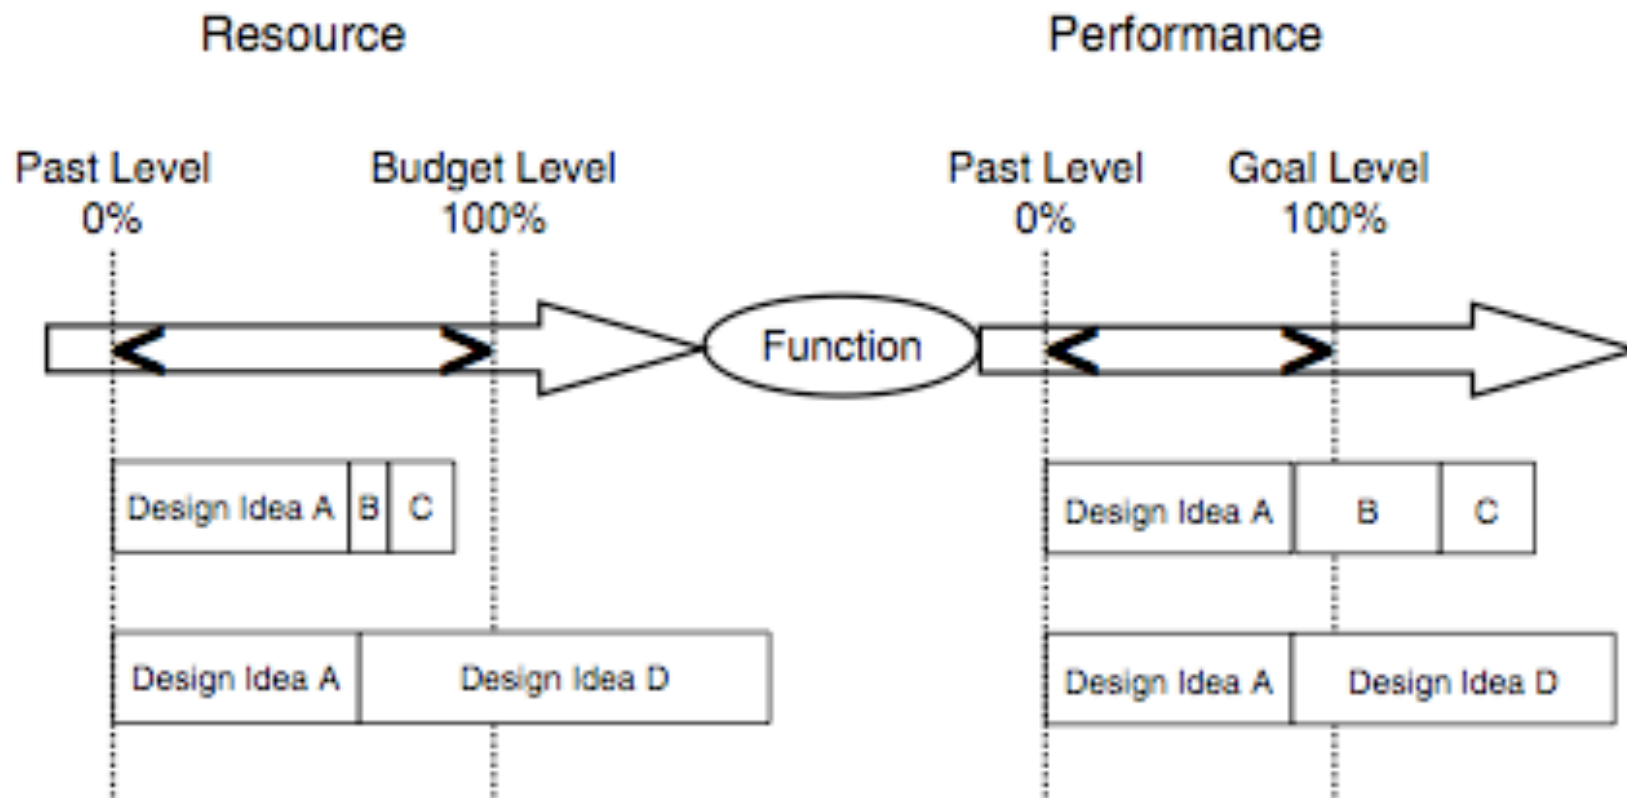 Resource
Performance
Past Level
0%
Budget Level
100%
Past Level
0%
Goal Level
100%
Function
Design Idea A
B
C
Design Idea A
B
C
Design Idea A
Design Idea D
Design Idea A
Design Idea D